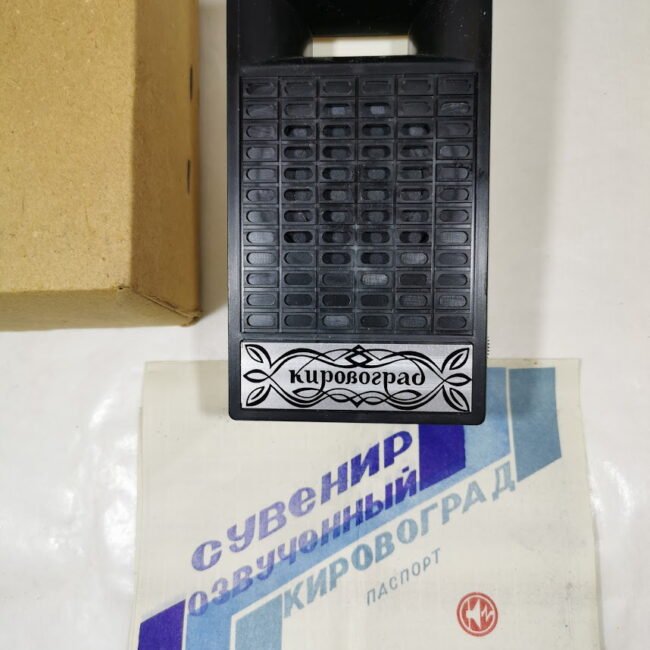 кировоград
СУВЕНИР
ОЗВУЧЕННЫЙ
КИРОВОГРАД
ПАСПОРТ